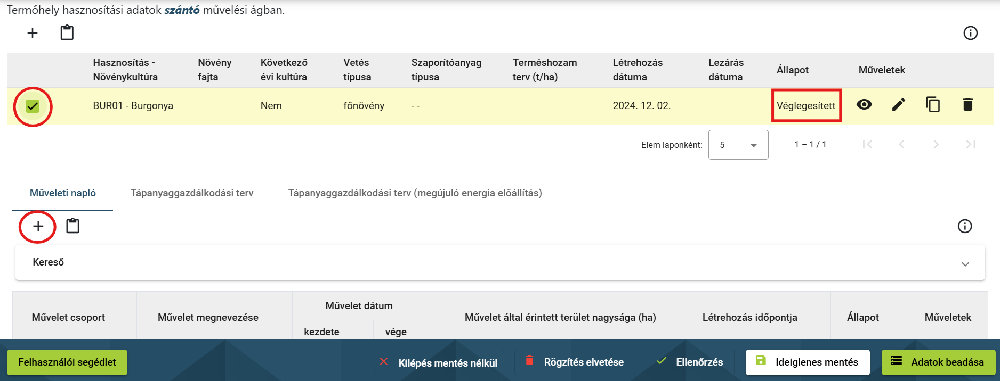 Termőhely hasznosítási adatok szántó művelési ágban.
Hasznosítás - Növénykultúra
Növény fajta
Következő évi kultúra
Vetés típusa
Szaporítóanyag típusa
Terméshozam terv (t/ha)
Létrehozás dátuma
Lezárás dátuma
Állapot
Műveletek
BUR01 - Burgonya
Nem
főnövény
- -
2024. 12. 02.
Véglegesített
Elem laponként:
5
1 – 1 / 1
Műveleti napló
Tápanyaggazdálkodási terv
Tápanyaggazdálkodási terv (megújuló energia előállítás)
Kereső
Művelet csoport
Művelet megnevezése
Művelet dátum
kezdete
vége
Művelet által érintett terület nagysága (ha)
Létrehozás időpontja
Állapot
Műveletek
Felhasználói segédlet
Kilépés mentés nélkül
Rögzítés elvetése
Ellenőrzés
Ideiglenes mentés
Adatok beadása